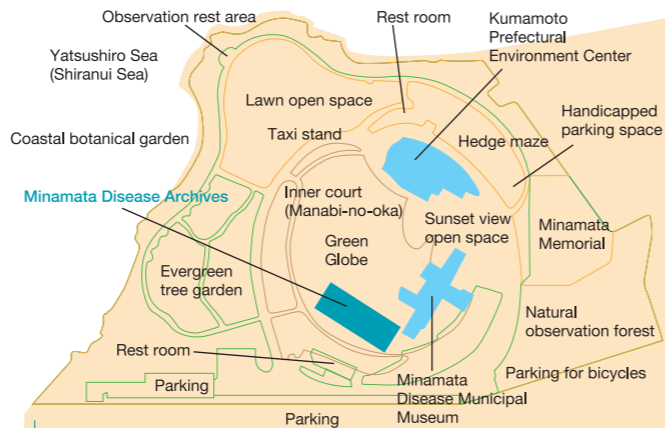 Observation rest area
Rest room
Kumamoto
Prefectural
Environment Center
Yatsushiro Sea
(Shiranui Sea)
Lawn open space
Handicapped
parking space
Coastal botanical garden
Taxi stand
Hedge maze
Minamata Disease Archives
Inner court
(Manabi-no-oka)
Sunset view
open space
Minamata
Memorial
Green
Globe
Evergreen
tree garden
Natural
observation forest
Rest room
Parking
Minamata
Disease Municipal
Museum
Parking for bicycles
Parking